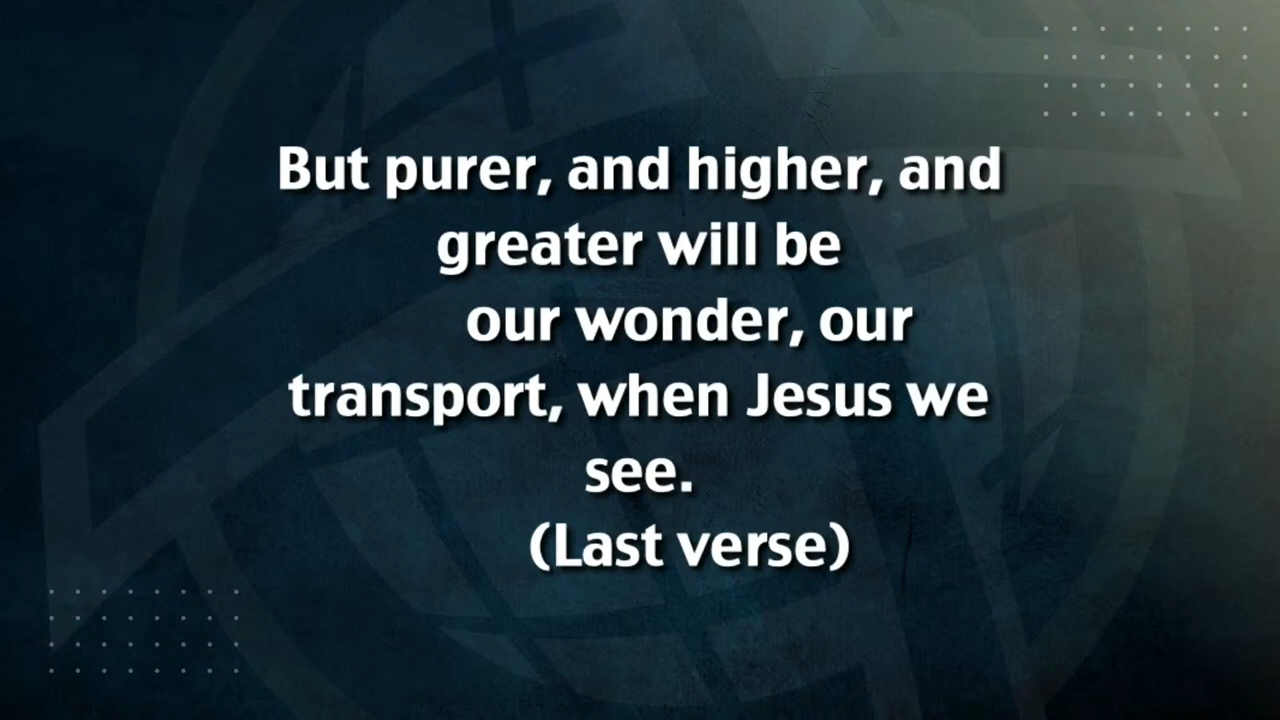 But purer, and higher, and
greater will be
our wonder, our
transport, when Jesus we
see.
(Last verse)